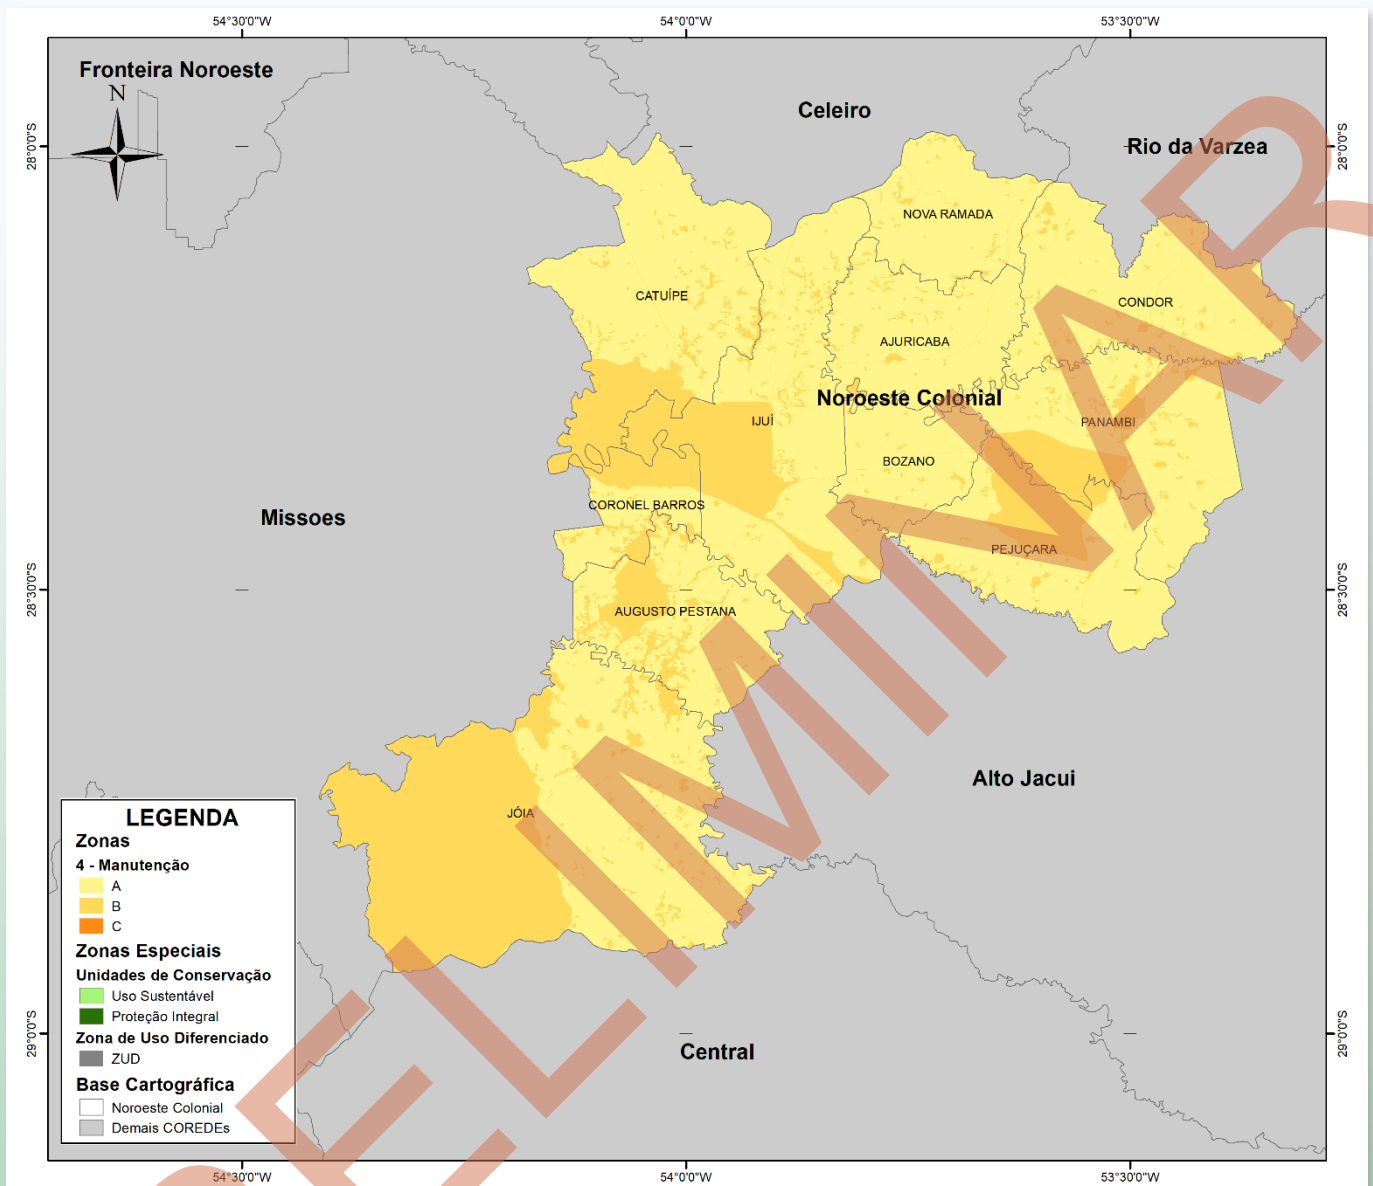 54°30'0"W 54°0'0"W 53°30'0"W
Fronteira Noroeste
N
Celeiro
28°0'0"S
Rio da Varzea
28°0'0"S
NOVA RAMADA
CATUÍPE
CONDOR
AJURICABA
Noroeste Colonial
IJUÍ
PANAMBI
BOZANO
CORONEL BARROS
Missoes
PEJUÇARA
28°30'0"S
28°30'0"S
AUGUSTO PESTANA
Alto Jacui
JÓIA
LEGENDA
Zonas
4 - Manutenção
A
B
C
Zonas Especiais
Unidades de Conservação
Uso Sustentável
Proteção Integral
Zona de Uso Diferenciado
ZUD
Base Cartográfica
Noroeste Colonial
Demais COREDEs
29°0'0"S
29°0'0"S
Central
54°30'0"W 54°0'0"W 53°30'0"W
ELIMINAR